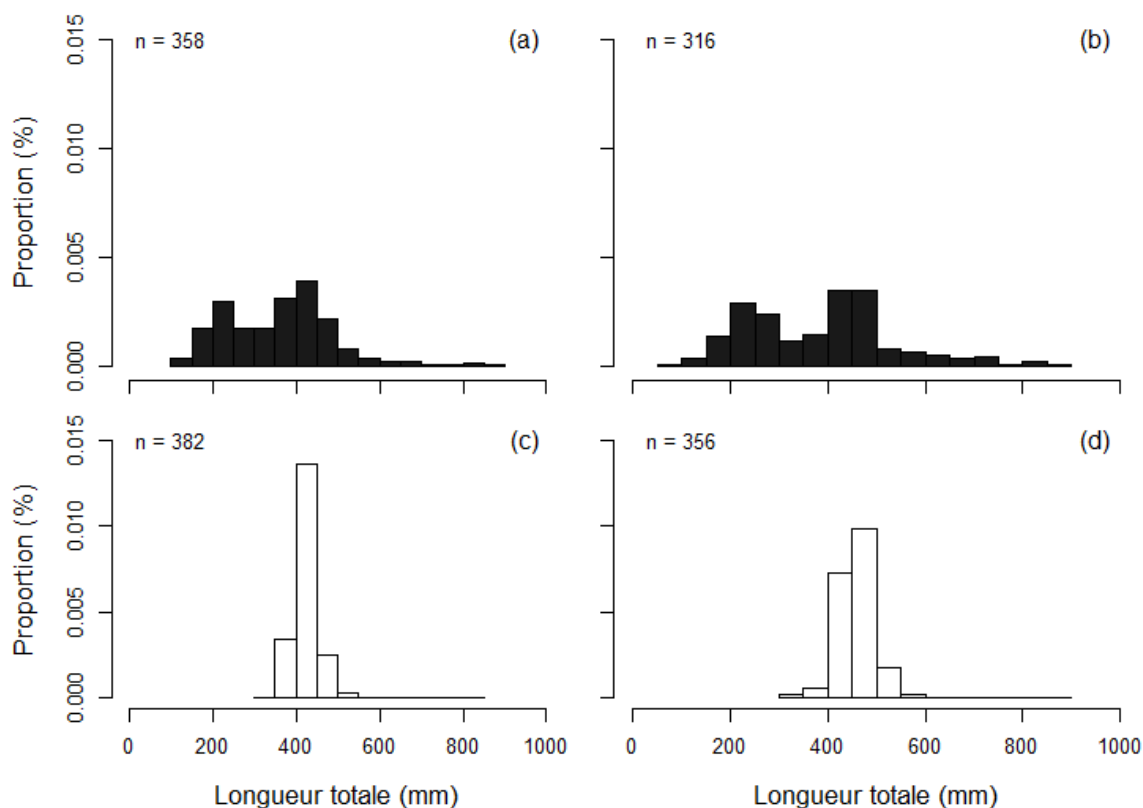 n = 358
(a)
n = 316
(b)
Proportion (%)
0.015
0.010
0.005
0.000
n = 382
(c)
n = 356
(d)
Proportion (%)
0.015
0.010
0.005
0.000
0 200 400 600 800 1000
0 200 400 600 800 1000
Longueur totale (mm)
Longueur totale (mm)